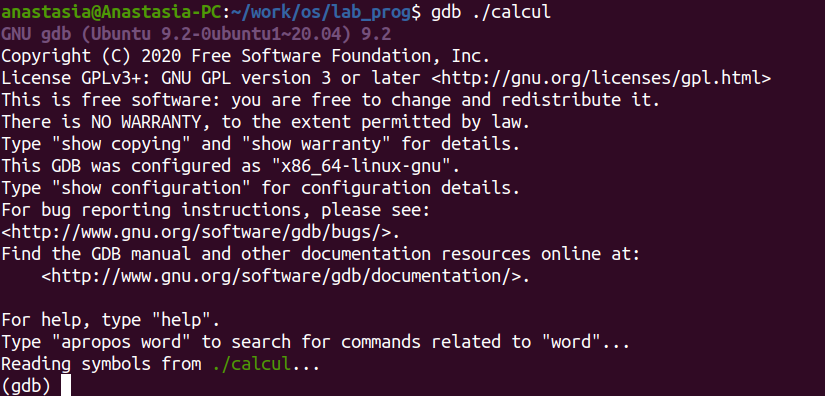 anastasia@Anastasia-PC:~/work/os/lab_prog$ gdb ./calcul
GNU gdb (Ubuntu 9.2-0ubuntu1~20.04) 9.2
Copyright (C) 2020 Free Software Foundation, Inc.
License GPLv3+: GNU GPL version 3 or later <http://gnu.org/licenses/gpl.html>
This is free software: you are free to change and redistribute it.
There is NO WARRANTY, to the extent permitted by law.
Type "show copying" and "show warranty" for details.
This GDB was configured as "x86_64-linux-gnu".
Type "show configuration" for configuration details.
For bug reporting instructions, please see:
<http://www.gnu.org/software/gdb/bugs/>.
Find the GDB manual and other documentation resources online at:
    <http://www.gnu.org/software/gdb/documentation/>.

For help, type "help".
Type "apropos word" to search for commands related to "word"...
Reading symbols from ./calcul...
(gdb)